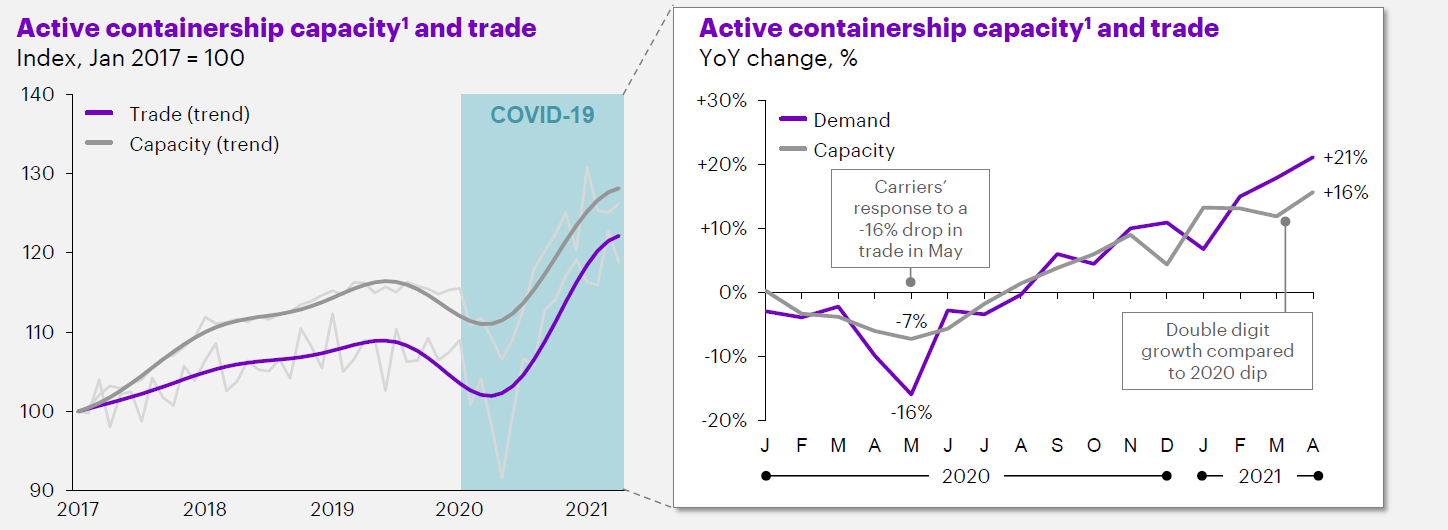 Active containership capacity¹ and trade
Index, Jan 2017 = 100
140
130
120
110
100
90
Trade (trend)
Capacity (trend)
COVID-19
2017
2018
2019
2020
2021
Active containership capacity¹ and trade
YoY change, %
+30%
+20%
+10%
0%
-10%
-20%
Demand
Capacity
Carriers’
response to a
-16% drop in
trade in May
-7%
-16%
+21%
+16%
Double digit
growth compared
to 2020 dip
J F M A M J J A S O N D J F M A
2020
2021